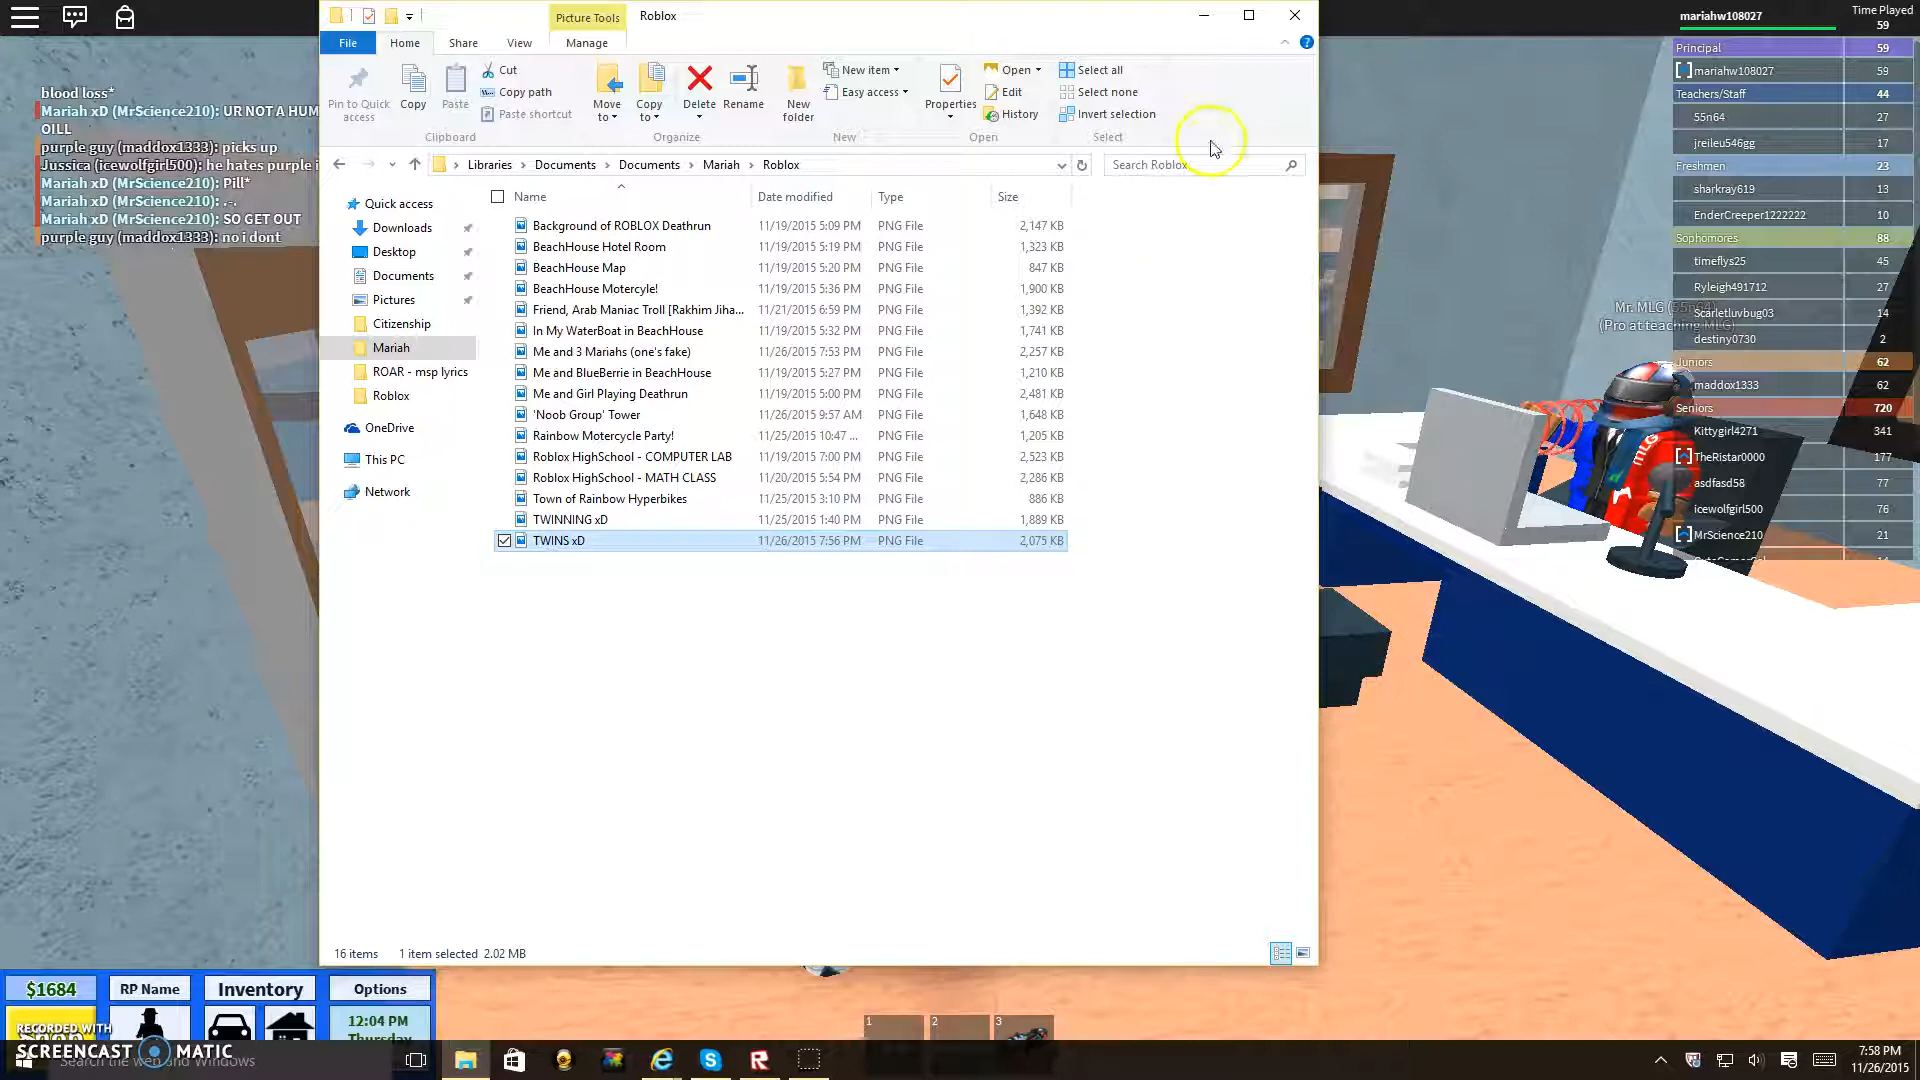 Picture Tools
Roblox
mariahw108027
Time Played
59
File
Home
Share
View
Manage
Pin to Quick access
Copy
Paste
Cut
Copy path
Paste shortcut
Clipboard
Move to
Copy to
Delete
Rename
Organize
New folder
New item
Easy access
New
Properties
Open
Edit
History
Open
Select all
Select none
Invert selection
Select
Libraries > Documents > Documents > Mariah > Roblox
Search Roblox
blood loss*
Mariah xD (MrScience210): UR NOT A HUM
OILL
purple guy (maddox1333): picks up
Jussica (icewolfgirl500): he hates purple i
Mariah xD (MrScience210): Pill*
Mariah xD (MrScience210): .-.
Mariah xD (MrScience210): SO GET OUT
purple guy (maddox1333): no i dont
Quick access
Downloads
Desktop
Documents
Pictures
Citizenship
Mariah
ROAR - msp lyrics
Roblox
OneDrive
This PC
Network
Name Date modified Type Size
Background of ROBLOX Deathrun 11/19/2015 5:09 PM PNG File 2,147 KB
BeachHouse Hotel Room 11/19/2015 5:19 PM PNG File 1,323 KB
BeachHouse Map 11/19/2015 5:20 PM PNG File 847 KB
BeachHouse Motercyle! 11/19/2015 5:36 PM PNG File 1,900 KB
Friend, Arab Maniac Troll [Rakhim Jiha... 11/21/2015 6:59 PM PNG File 1,392 KB
In My WaterBoat in BeachHouse 11/19/2015 5:32 PM PNG File 1,741 KB
Me and 3 Mariahs (one's fake) 11/26/2015 7:53 PM PNG File 2,257 KB
Me and BlueBerrie in BeachHouse 11/19/2015 5:27 PM PNG File 1,210 KB
Me and Girl Playing Deathrun 11/19/2015 5:00 PM PNG File 2,481 KB
'Noob Group' Tower 11/26/2015 9:57 AM PNG File 1,648 KB
Rainbow Motercycle Party! 11/25/2015 10:47 ... PNG File 1,205 KB
Roblox HighSchool - COMPUTER LAB 11/19/2015 7:00 PM PNG File 2,523 KB
Roblox HighSchool - MATH CLASS 11/20/2015 5:54 PM PNG File 2,286 KB
Town of Rainbow Hyperbikes 11/25/2015 3:10 PM PNG File 886 KB
TWINNING xD 11/25/2015 1:40 PM PNG File 1,889 KB
TWINS xD 11/26/2015 7:56 PM PNG File 2,075 KB
16 items 1 item selected 2.02 MB
Principal 59
mariahw108027 59
Teachers/Staff 44
55n64 27
jreileu546gg 17
Freshmen 23
sharkray619 13
EnderCreeper1222222 10
Sophomores 88
timeflys25 45
Ryleigh491712 27
Scarletluvbug03 14
destiny0730 2
Juniors 62
maddox1333 62
Seniors 720
Kittygirl4271 341
TheRistar0000 177
asdfasd58 77
icewolfgirl500 76
MrScience210 21
Mr. MLG (55n64)
(Pro at teaching MLG)
MLG
$1684
RP Name
Inventory
Options
12:04 PM
Thursday
1
2
3
RECORDED WITH
SCREENCAST MATIC
Search the web and Windows
7:58 PM
11/26/2015